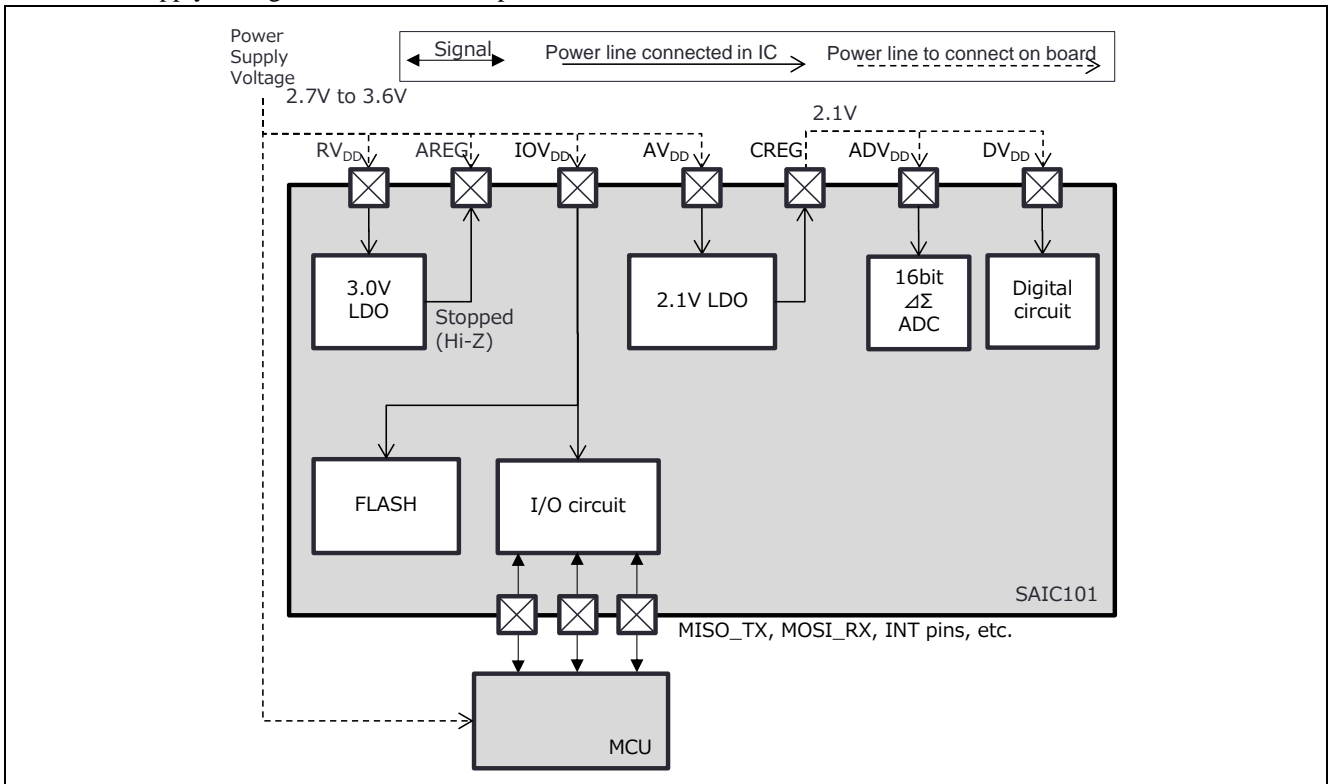 Power
Supply
Voltage
Signal
Power line connected in IC
Power line to connect on board
2.7V to 3.6V
2.1V
RVDD
AREG
IOVDD
AVDD
CREG
ADVDD
DVDD
3.0V
LDO
Stopped
(Hi-Z)
2.1V LDO
16bit
⊿Σ
ADC
Digital
circuit
FLASH
I/O circuit
SAIC101
MISO_TX, MOSI_RX, INT pins, etc.
MCU